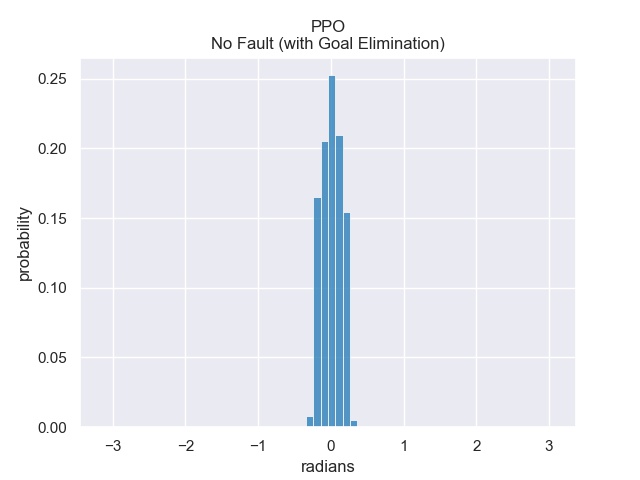 PPO
No Fault (with Goal Elimination)
0.25
0.20
0.15
0.10
0.05
0.00
probability
−3 −2 −1 0 1 2 3
radians